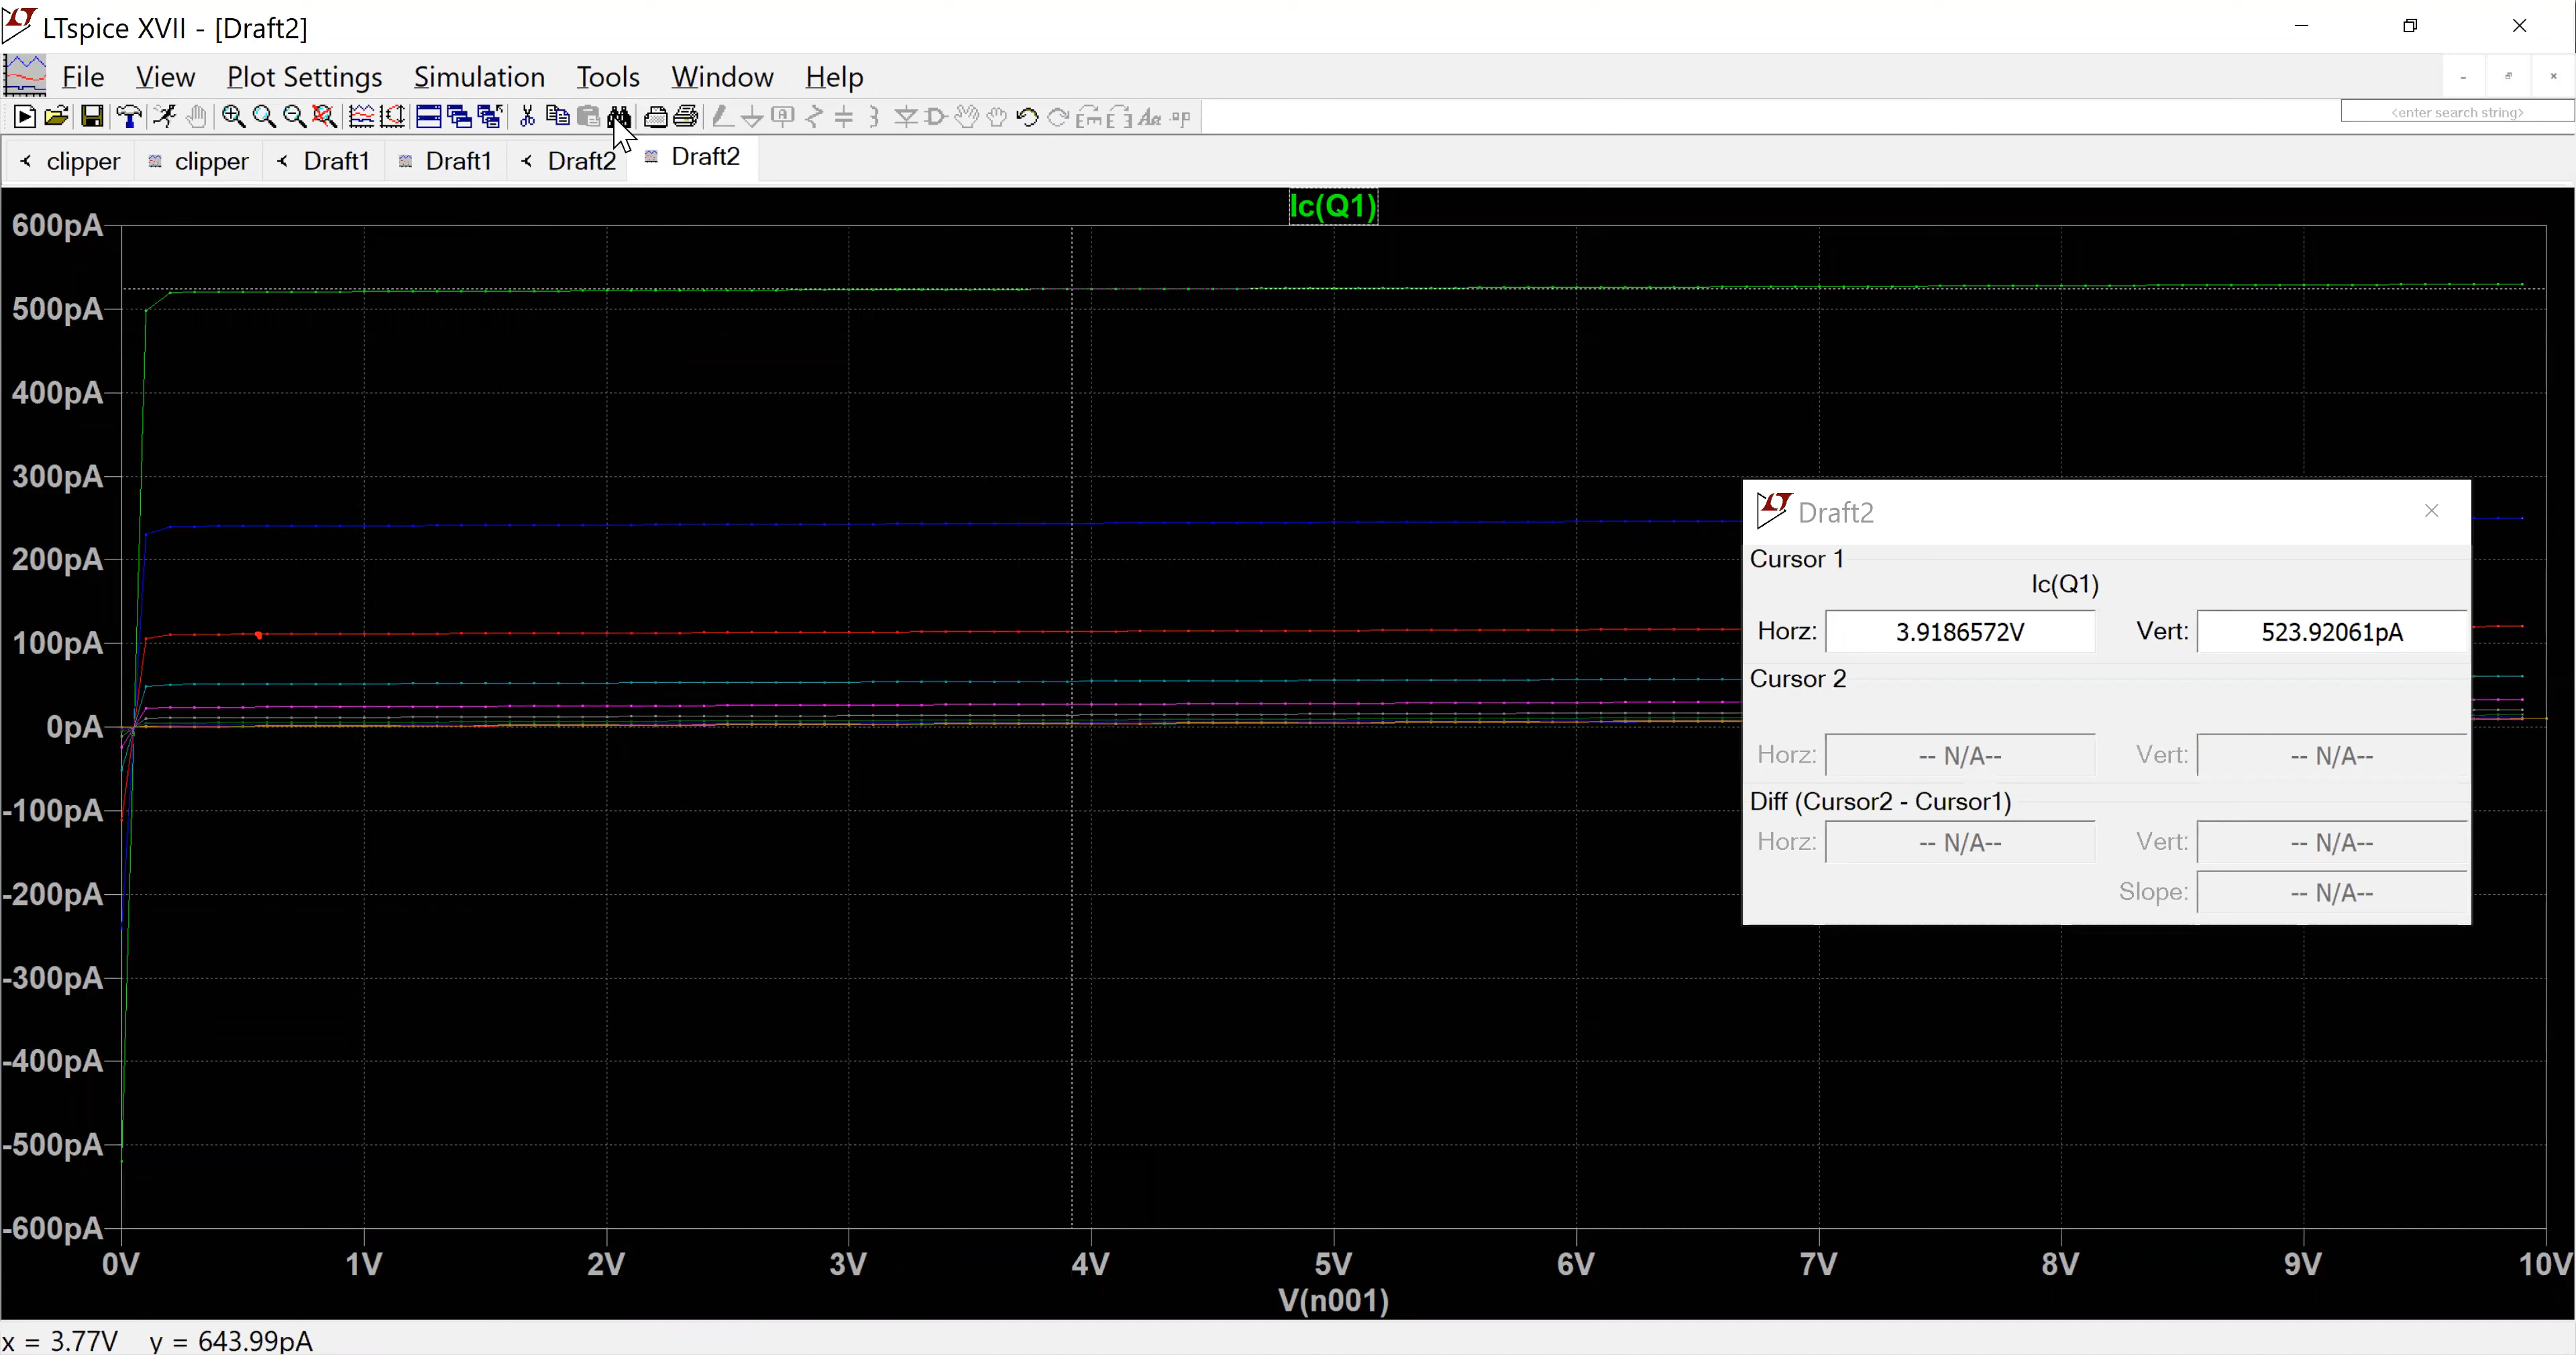 LTspice XVII - [Draft2]
File View Plot Settings Simulation Tools Window Help
<enter search string>
clipper clipper Draft1 Draft1 Draft2 Draft2
Ic(Q1)
600pA
500pA
400pA
300pA
200pA
100pA
0pA
-100pA
-200pA
-300pA
-400pA
-500pA
-600pA
0V 1V 2V 3V 4V 5V 6V 7V 8V 9V 10V
V(n001)
Draft2
Cursor 1
Ic(Q1)
Horz: 3.9186572V Vert: 523.92061pA
Cursor 2
Horz: -- N/A-- Vert: -- N/A--
Diff (Cursor2 - Cursor1)
Horz: -- N/A-- Vert: -- N/A--
Slope: -- N/A--
x = 3.77V y = 643.99pA